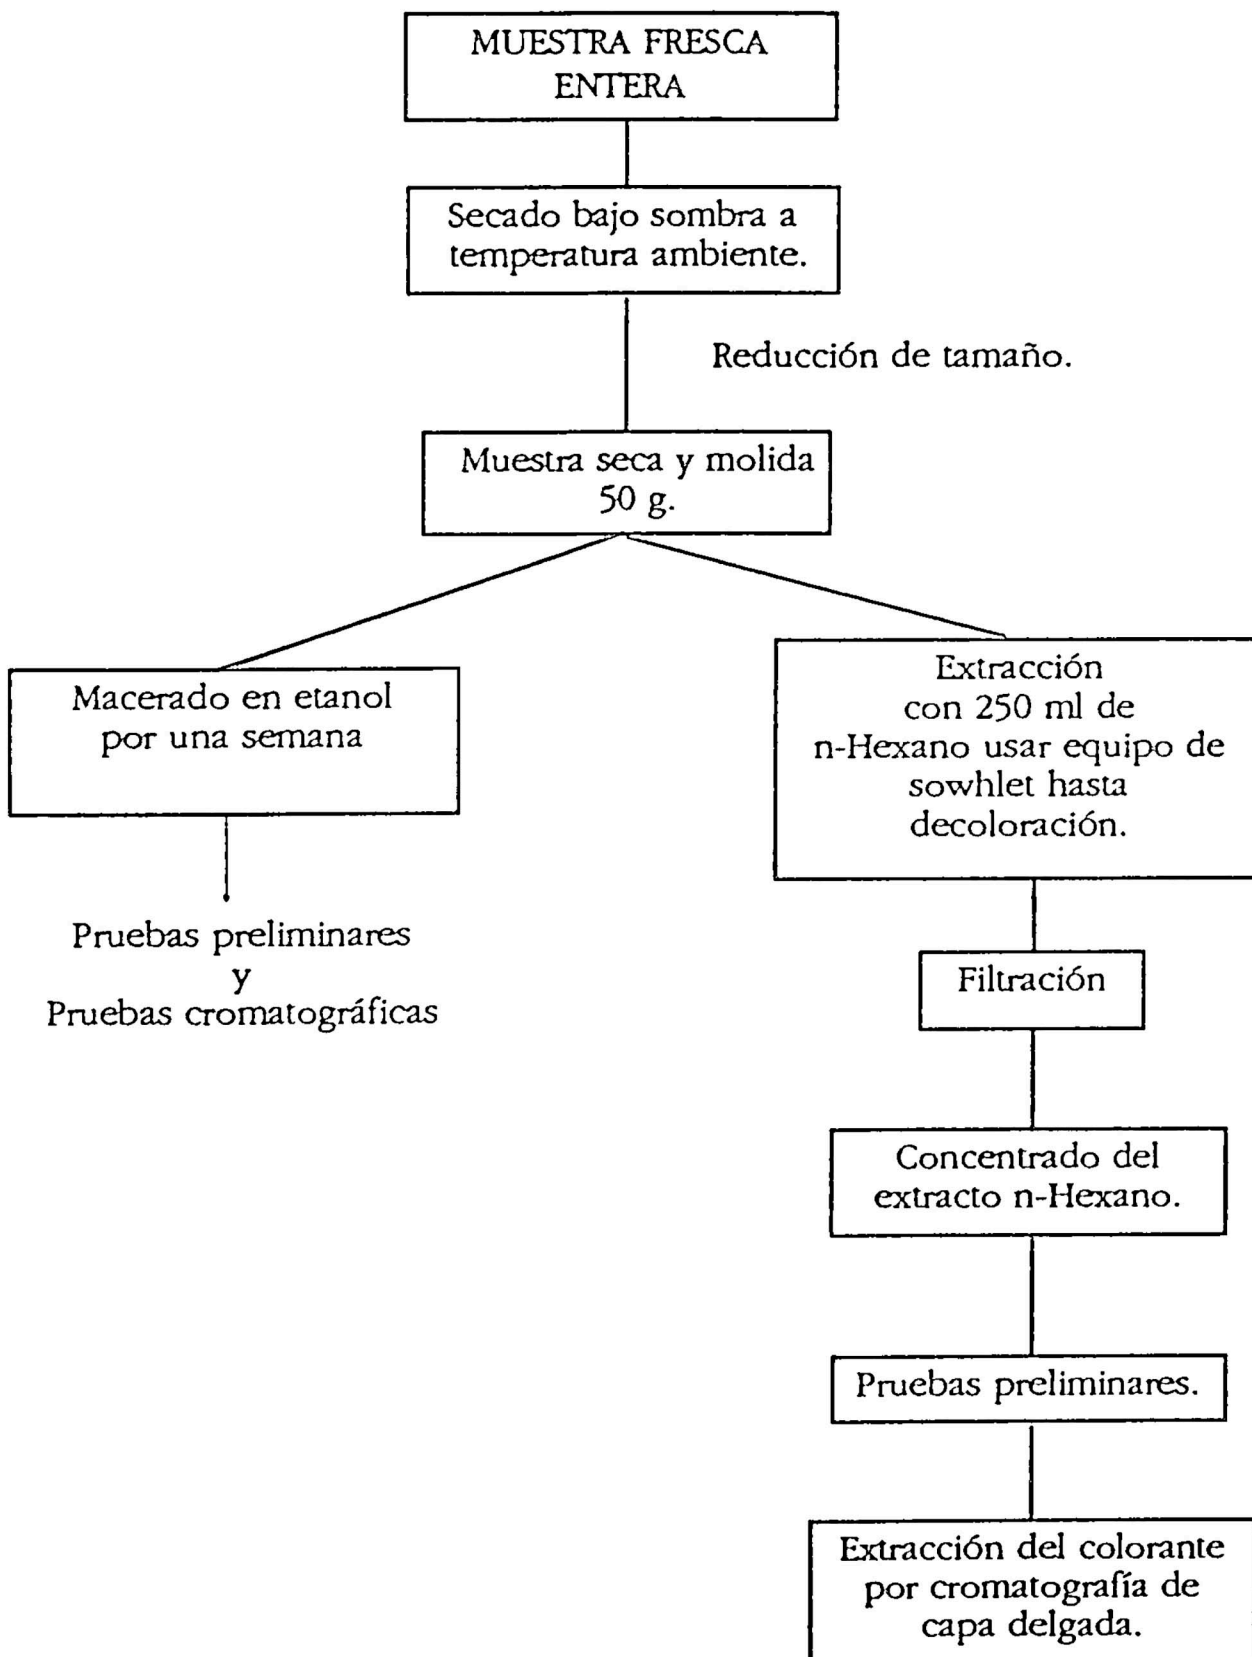 MUESTRA FRESCA
ENTERA
Secado bajo sombra a
temperatura ambiente.
Reducción de tamaño.
Muestra seca y molida
50 g.
Macerado en etanol
por una semana
Pruebas preliminares
y
Pruebas cromatográficas
Extracción
con 250 ml de
n-Hexano usar equipo de
sowhlet hasta
decoloración.
Filtración
Concentrado del
extracto n-Hexano.
Pruebas preliminares.
Extracción del colorante
por cromatografía de
capa delgada.